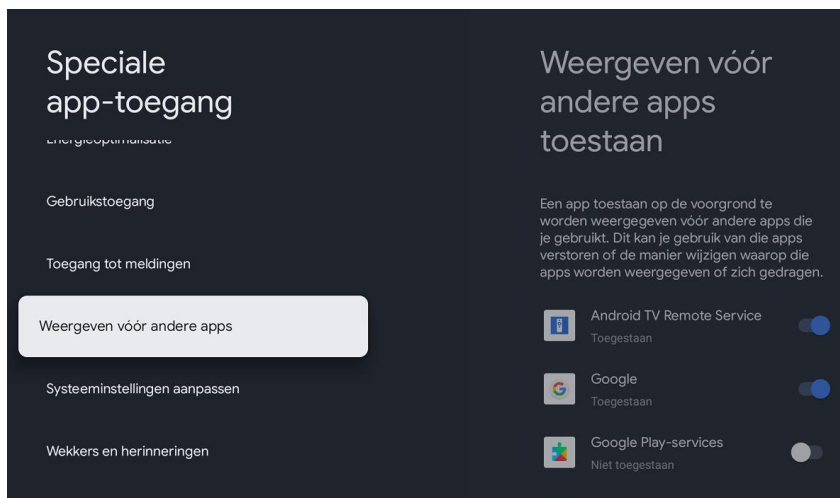 Speciale
app-toegang
Energieoptimalisatie
Gebruikstoegang
Toegang tot meldingen
Weergeven vóór andere apps
Systeeminstellingen aanpassen
Wekkers en herinneringen
Weergeven vóór
andere apps
toestaan
Een app toestaan op de voorgrond te
worden weergegeven vóór andere apps die
je gebruikt. Dit kan je gebruik van die apps
verstoren of de manier wijzigen waarop die
apps worden weergegeven of zich gedragen.
Android TV Remote Service
Toegestaan
Google
Toegestaan
Google Play-services
Niet toegestaan